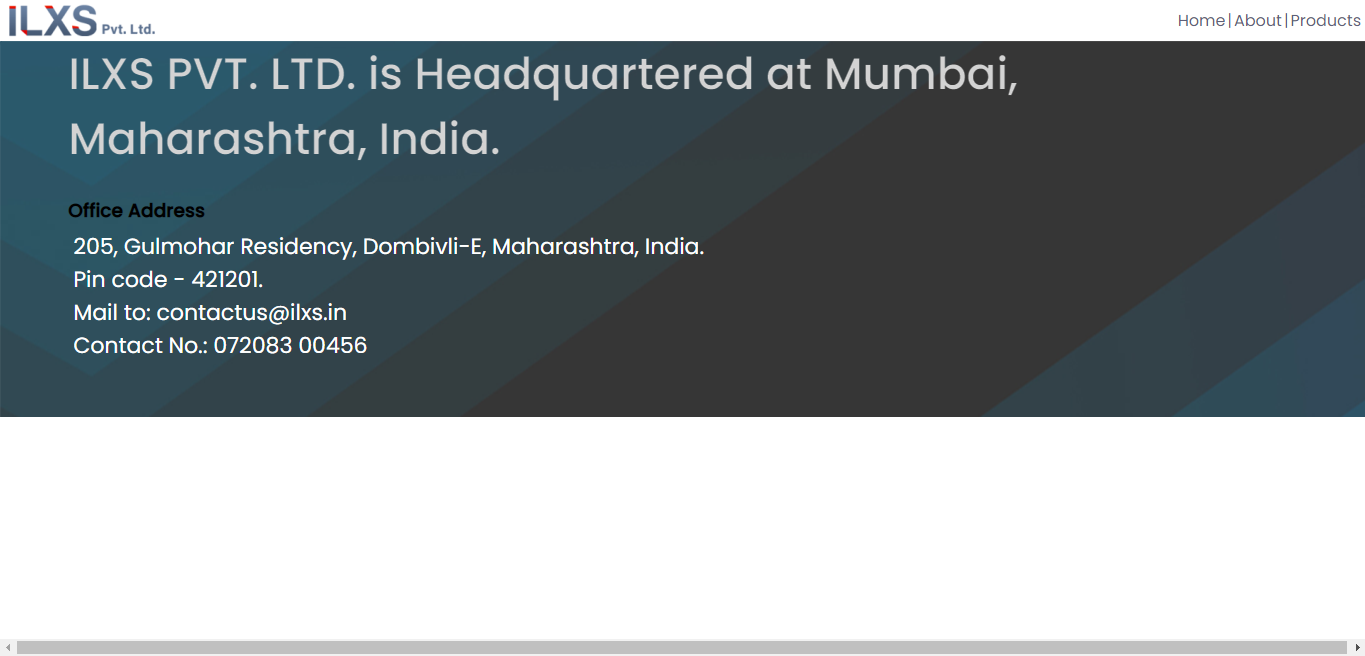 ILXS Pvt. Ltd.
Home | About | Products
ILXS PVT. LTD. is Headquartered at Mumbai,
Maharashtra, India.
Office Address
205, Gulmohar Residency, Dombivli-E, Maharashtra, India.
Pin code - 421201.
Mail to: contactus@ilxs.in
Contact No.: 072083 00456